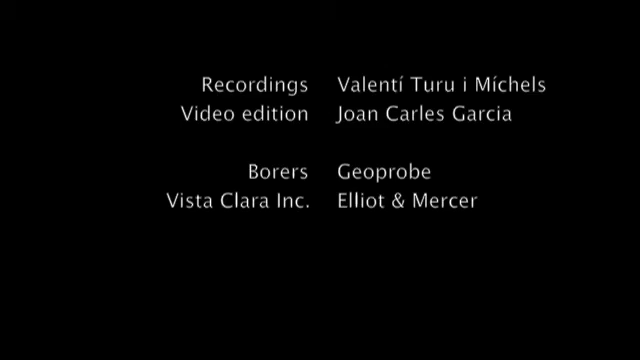 Recordings Valentí Turu i Míchels
Video edition Joan Carles Garcia
Borers Geoprobe
Vista Clara Inc. Elliot & Mercer